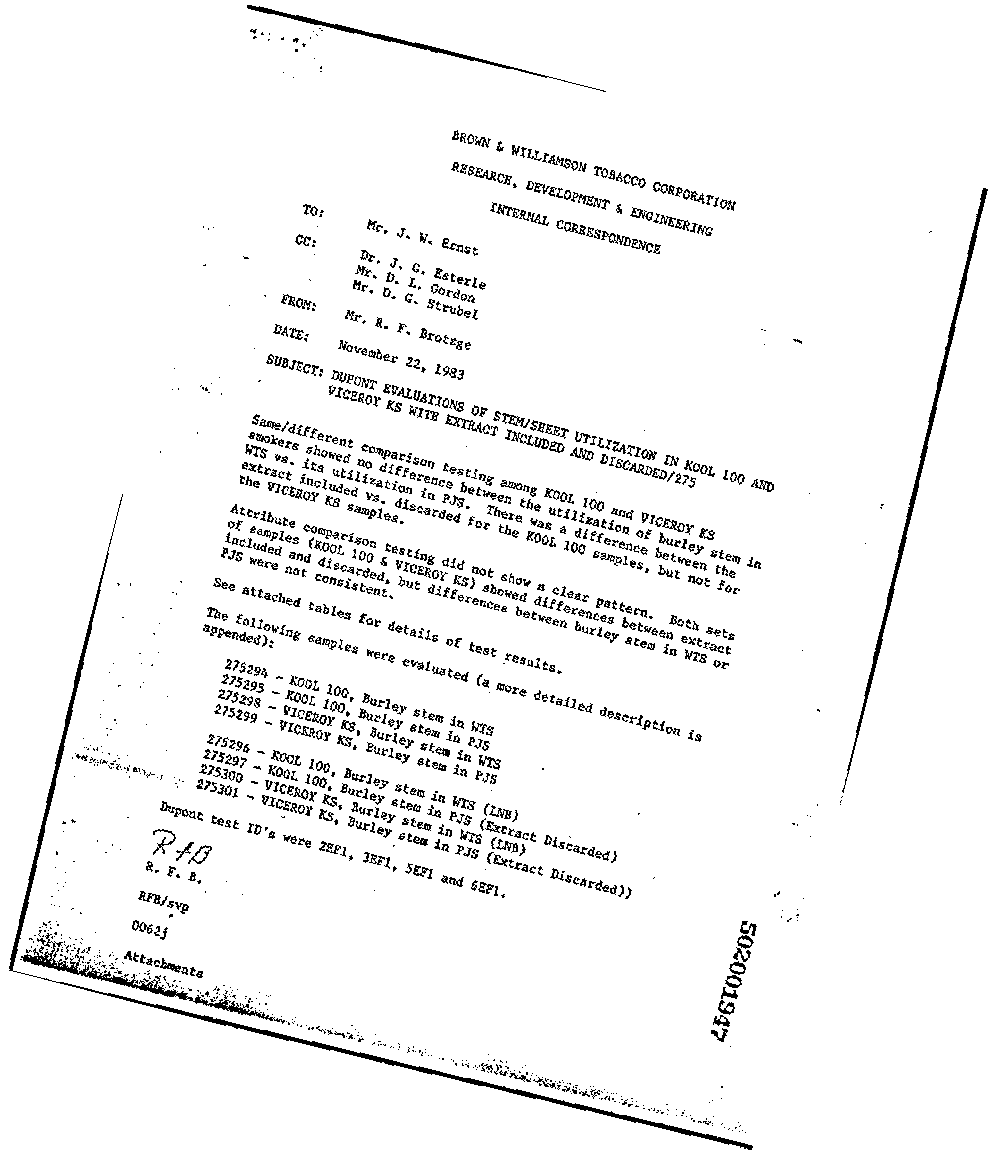 BROWN & WILLIAMSON TOBACCO CORPORATION
RESEARCH, DEVELOPMENT & ENGINEERING
INTERNAL CORRESPONDENCE
TO: Mr. J. W. Ernst
CC: Dr. J. G. Esterle
Mr. D. L. Gordon
Mr. D. G. Strubel
FROM: Mr. R. F. Brotzge
DATE: November 22, 1983
SUBJECT: DUPONT EVALUATIONS OF STEM/SHEET UTILIZATION IN KOOL 100 AND
VICEROY KS WITH EXTRACT INCLUDED AND DISCARDED/275
Same/different comparison testing among KOOL 100 and VICEROY KS
smokers showed no difference between the utilization of burley stem in
WTS vs. its utilization in PJS. There was a difference between the
extract included vs. discarded for the KOOL 100 samples, but not for
the VICEROY KS samples.
Attribute comparison testing did not show a clear pattern. Both sets
of samples (KOOL 100 & VICEROY KS) showed differences between extract
included and discarded, but differences between burley stem in WTS or
PJS were not consistent.
See attached tables for details of test results.
The following samples were evaluated (a more detailed description is
appended):
275294 - KOOL 100, Burley stem in WTS
275295 - KOOL 100, Burley stem in PJS
275298 - VICEROY KS, Burley stem in WTS
275299 - VICEROY KS, Burley stem in PJS
275296 - KOOL 100, Burley stem in WTS (LNB)
275297 - KOOL 100, Burley stem in PJS (Extract Discarded)
275300 - VICEROY KS, Burley stem in WTS (LNB)
275301 - VICEROY KS, Burley stem in PJS (Extract Discarded))
Dupont test ID's were 2EF1, 3EF1, 5EF1 and 6EF1.
RFB
R. F. B.
RFB/svp
0062j
Attachments
502001947